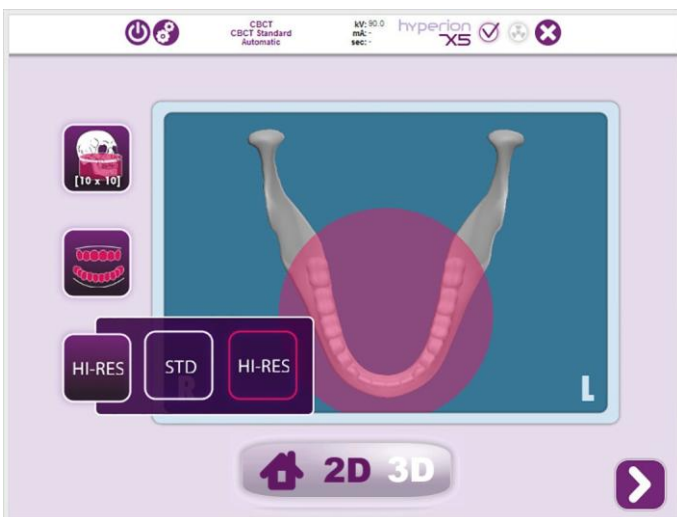 CBCT
CBCT Standard
Automatic
kV: 90.0
mA: -
sec: -
hyperion
X5
[10 x 10]
HI-RES
STD
HI-RES
R
L
2D
3D